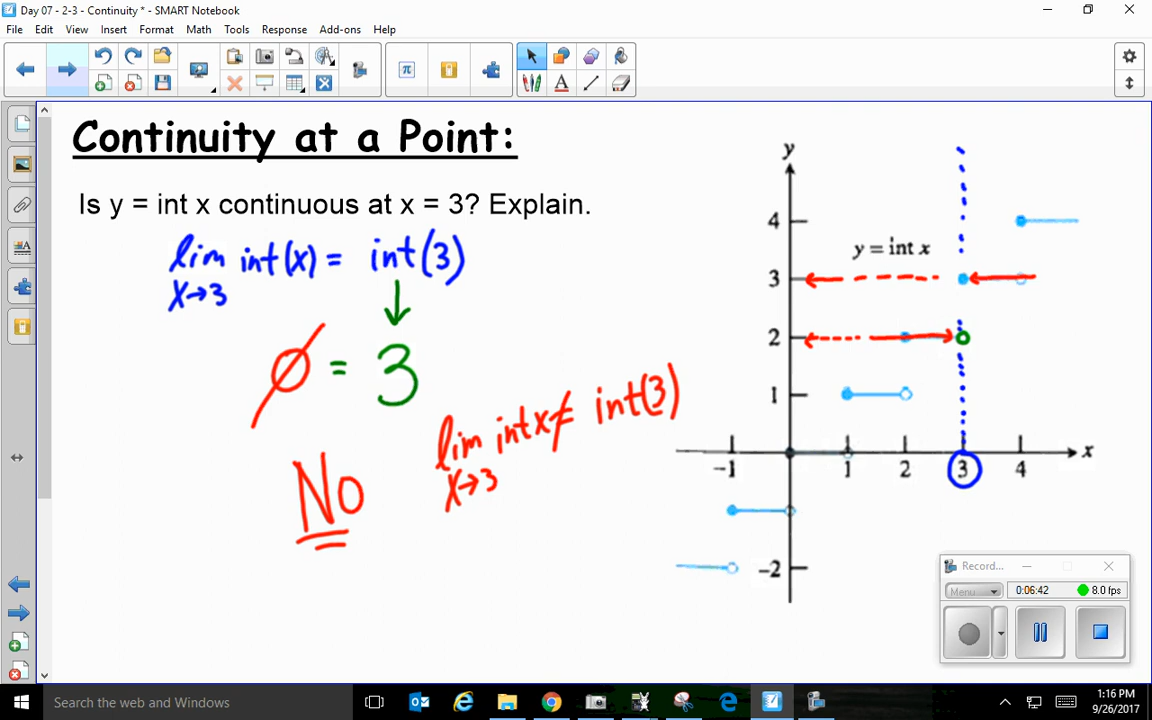 Day 07 - 2-3 - Continuity * - SMART Notebook
File Edit View Insert Format Math Tools Response Add-ons Help
Continuity at a Point:
Is y = int x continuous at x = 3? Explain.
lim int(x) = int(3)
x→3
∅ = 3
lim int x ≠ int(3)
x→3
No
y
4
y = int x
3
2
1
-1 1 2 3 4 x
-2
Record...
Menu 0:06:42 8.0 fps
Search the web and Windows
1:16 PM
9/26/2017